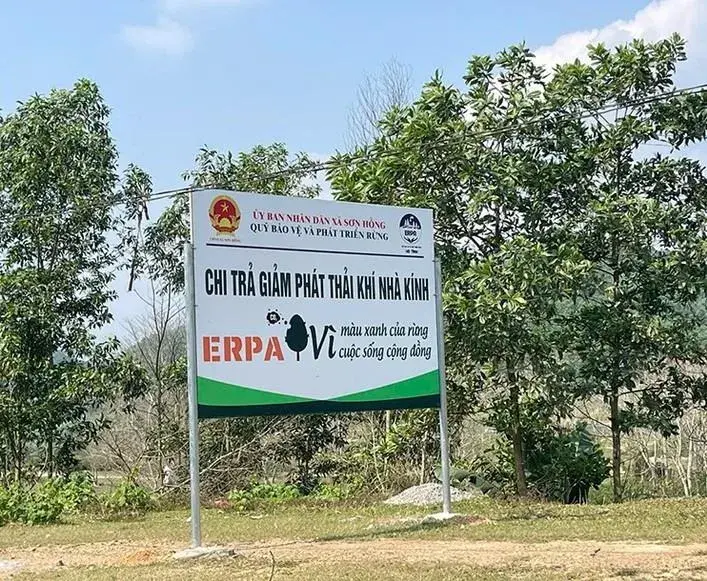 ỦY BAN NHÂN DÂN XÃ SƠN HỒNG
QUỸ BẢO VỆ VÀ PHÁT TRIỂN RỪNG
ERPA
CHI TRẢ GIẢM PHÁT THẢI KHÍ NHÀ KÍNH
ERPA Vì màu xanh của rừng
cuộc sống cộng đồng